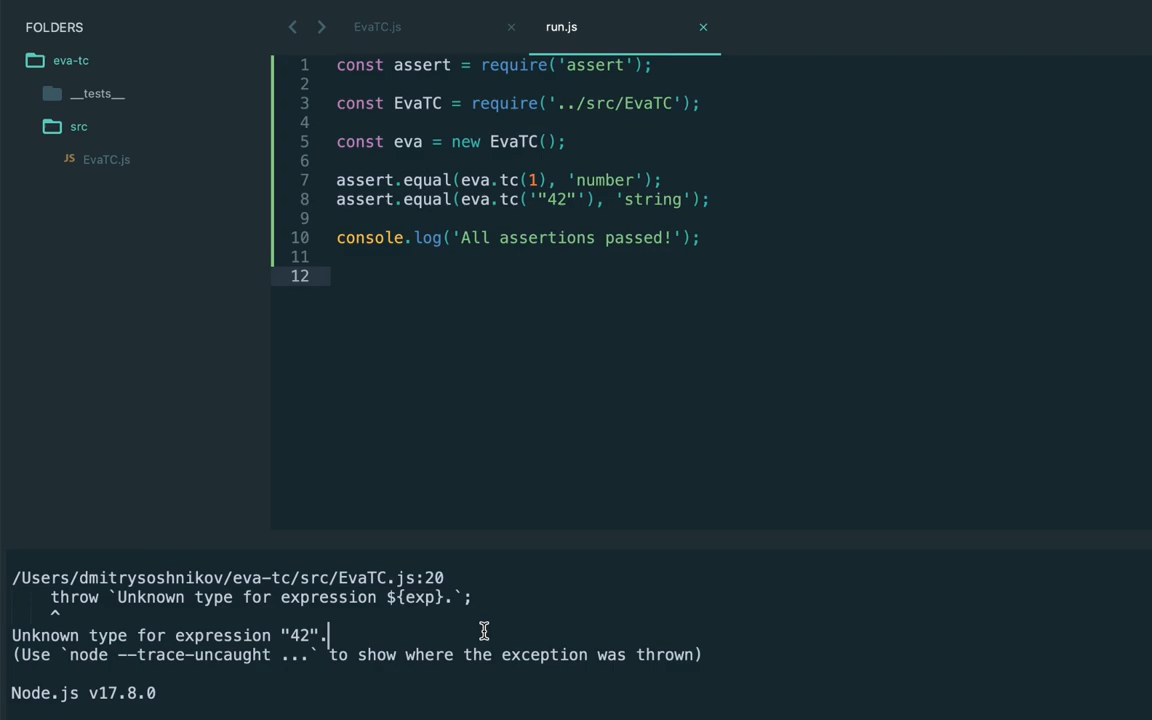 FOLDERS
eva-tc
__tests__
src
JS EvaTC.js
EvaTC.js ×
run.js ×
1 const assert = require('assert');
2
3 const EvaTC = require('../src/EvaTC');
4
5 const eva = new EvaTC();
6
7 assert.equal(eva.tc(1), 'number');
8 assert.equal(eva.tc('"42"'), 'string');
9
10 console.log('All assertions passed!');
11
12
/Users/dmitrysoshnikov/eva-tc/src/EvaTC.js:20
    throw `Unknown type for expression ${exp}.`;
    ^
Unknown type for expression "42".
(Use `node --trace-uncaught ...` to show where the exception was thrown)
Node.js v17.8.0